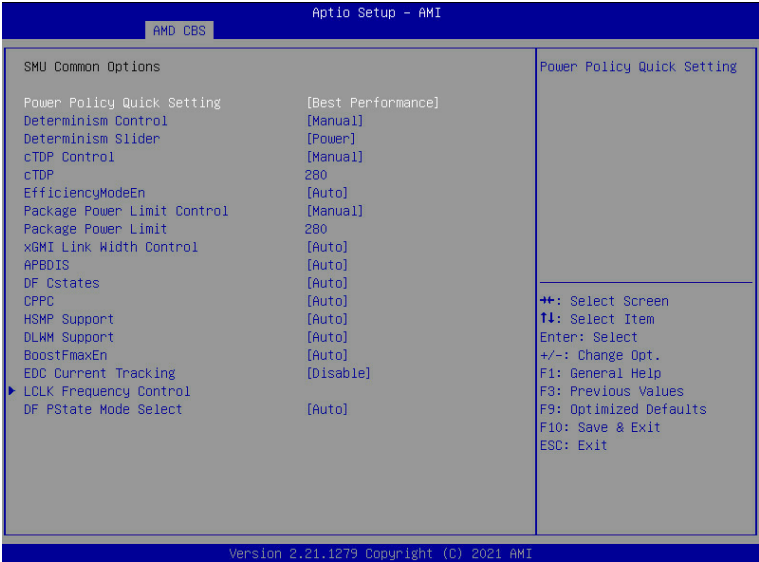 Aptio Setup – AMI
AMD CBS
SMU Common Options
Power Policy Quick Setting [Best Performance]
Determinism Control [Manual]
Determinism Slider [Power]
cTDP Control [Manual]
cTDP 280
EfficiencyModeEn [Auto]
Package Power Limit Control [Manual]
Package Power Limit 280
xGMI Link Width Control [Auto]
APBDIS [Auto]
DF Cstates [Auto]
CPPC [Auto]
HSMP Support [Auto]
DLWM Support [Auto]
BoostFmaxEn [Auto]
EDC Current Tracking [Disable]
LCLK Frequency Control
DF PState Mode Select [Auto]
Power Policy Quick Setting
→←: Select Screen
↑↓: Select Item
Enter: Select
+/-: Change Opt.
F1: General Help
F3: Previous Values
F9: Optimized Defaults
F10: Save & Exit
ESC: Exit
Version 2.21.1279 Copyright (C) 2021 AMI